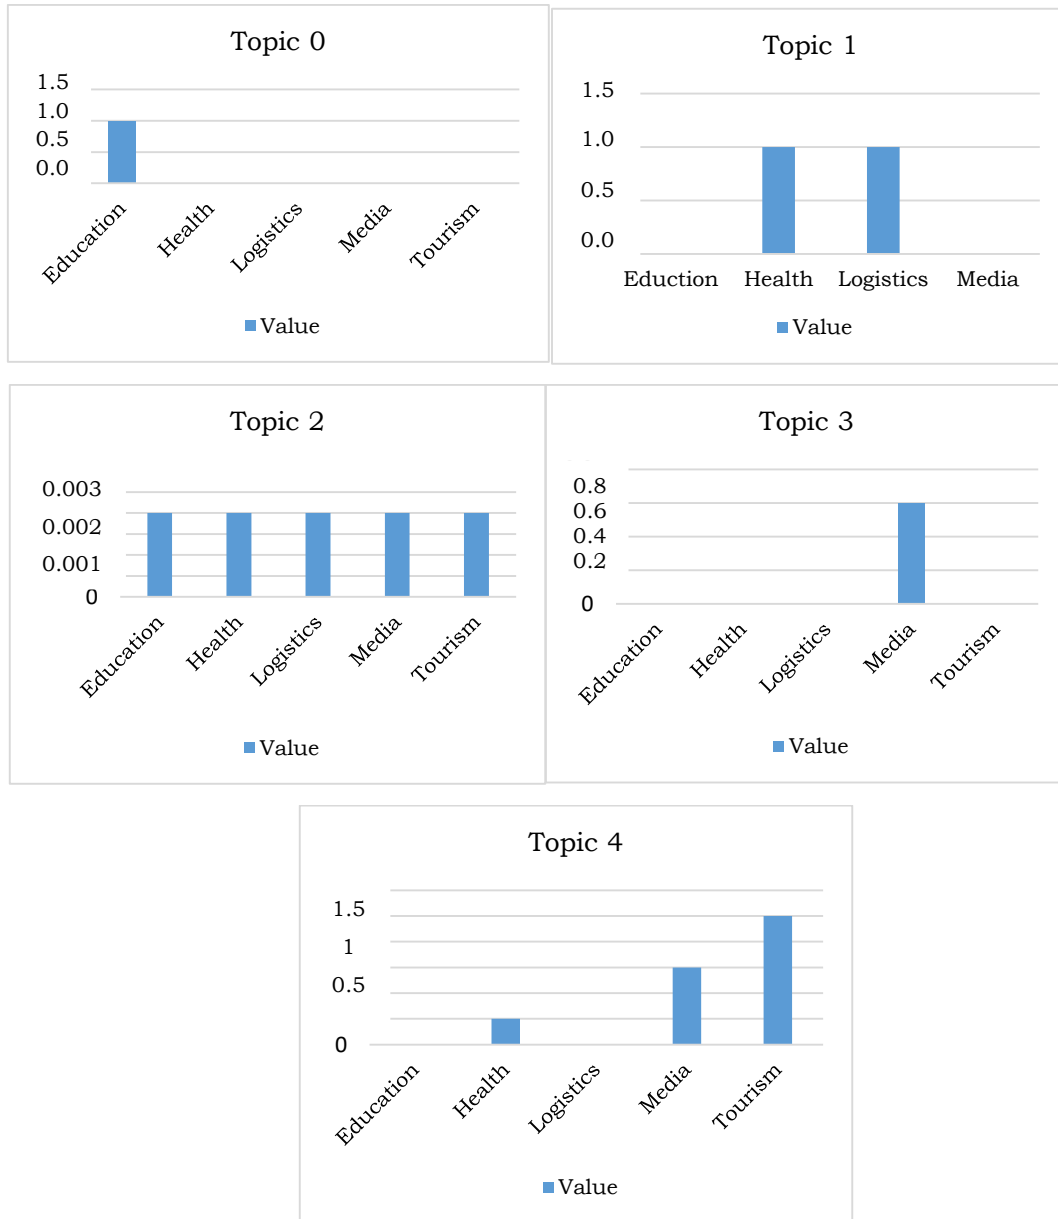 Topic 0
1.5
1.0
0.5
0.0
Education
Health
Logistics
Media
Tourism
Value
Topic 1
1.5
1.0
0.5
0.0
Eduction
Health
Logistics
Media
Value
Topic 2
0.003
0.002
0.001
0
Education
Health
Logistics
Media
Tourism
Value
Topic 3
0.8
0.6
0.4
0.2
0
Education
Health
Logistics
Media
Tourism
Value
Topic 4
1.5
1
0.5
0
Education
Health
Logistics
Media
Tourism
Value